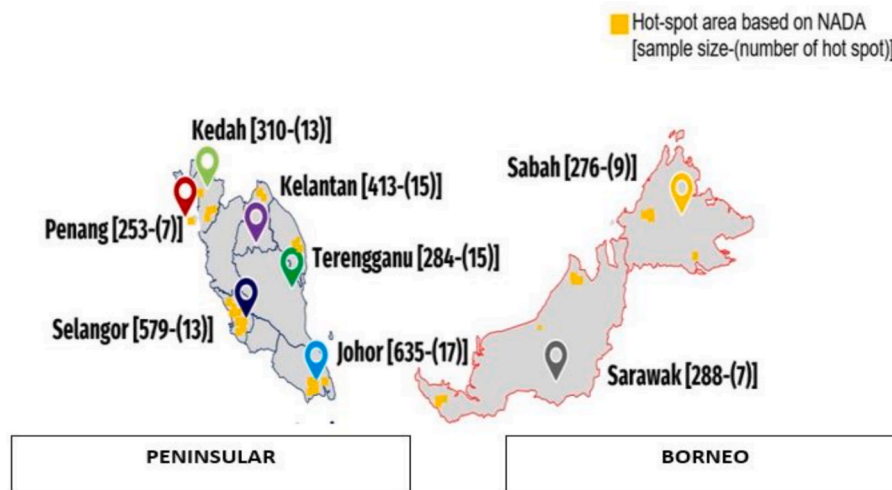 Hot-spot area based on NADA
[sample size-(number of hot spot)]
Kedah [310-(13)]
Kelantan [413-(15)]
Penang [253-(7)]
Terengganu [284-(15)]
Selangor [579-(13)]
Johor [635-(17)]
Sabah [276-(9)]
Sarawak [288-(7)]
PENINSULAR
BORNEO